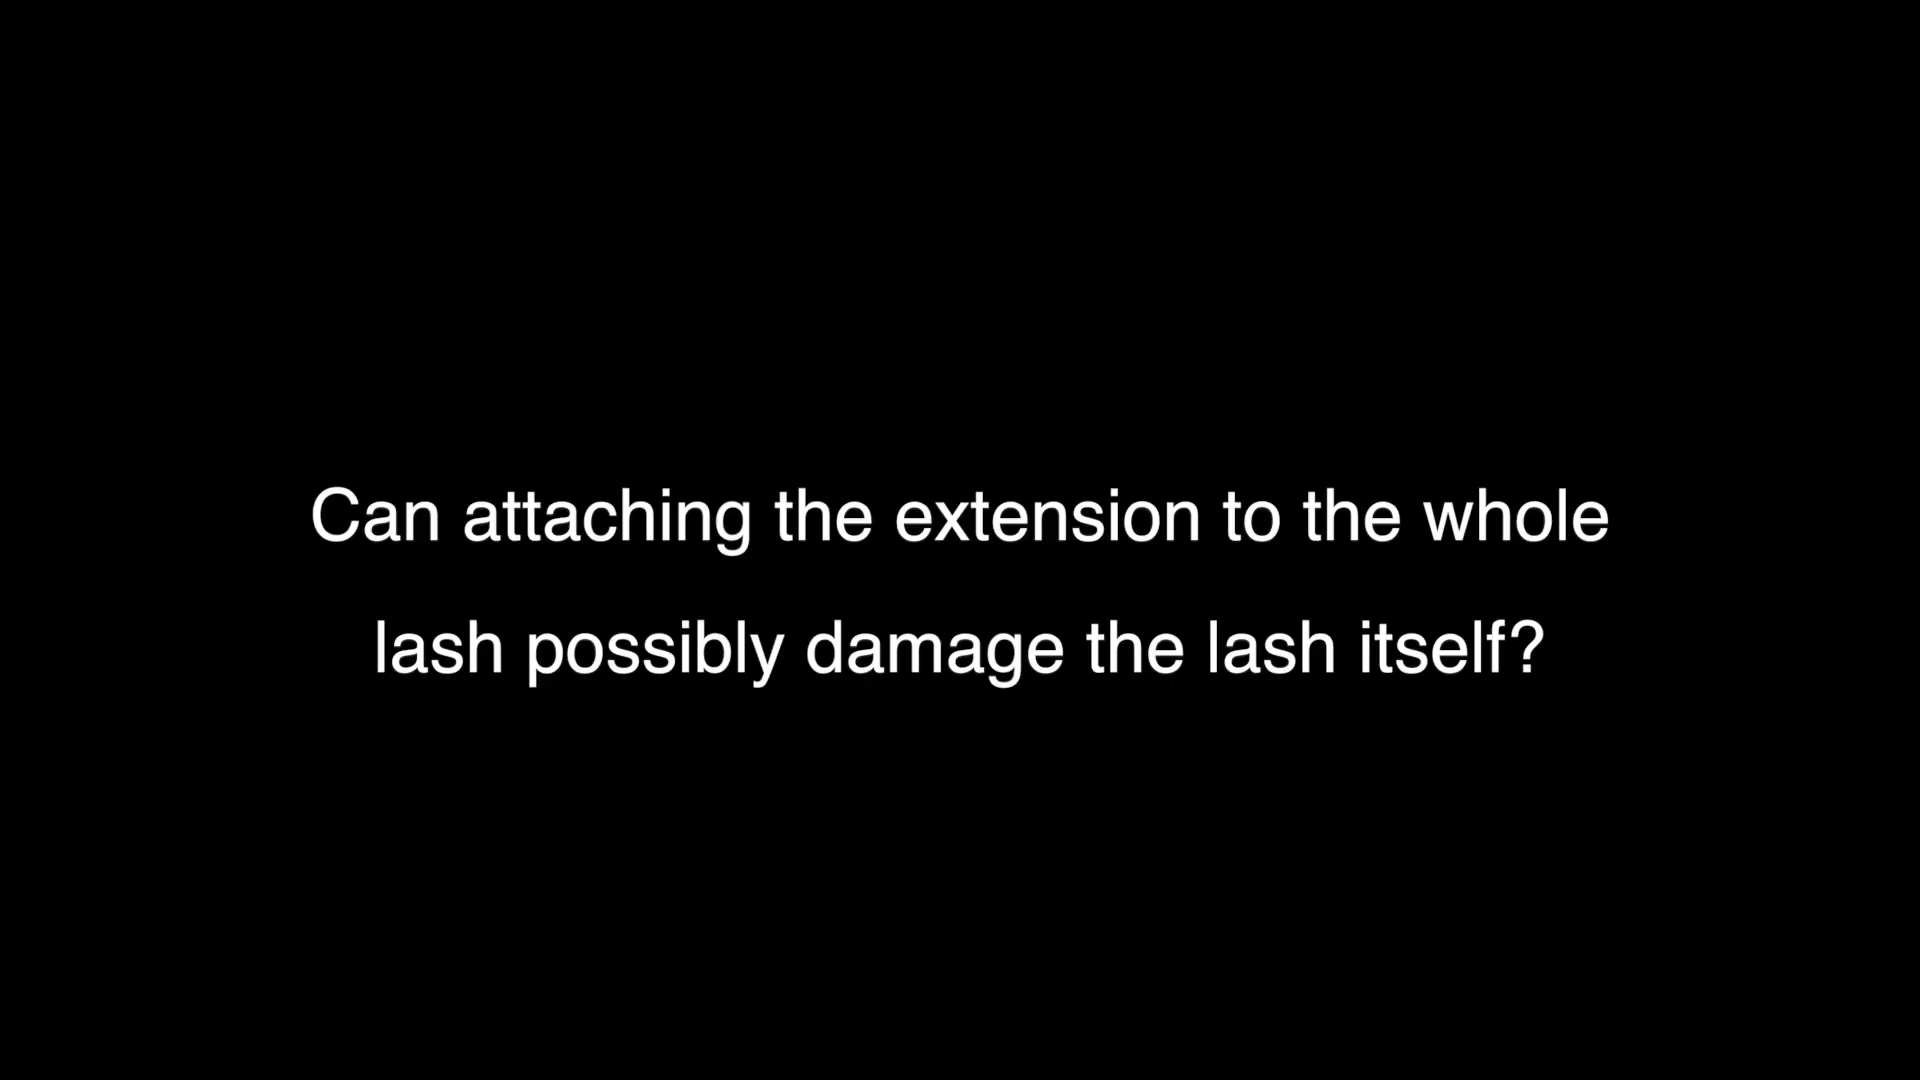 Can attaching the extension to the whole
lash possibly damage the lash itself?